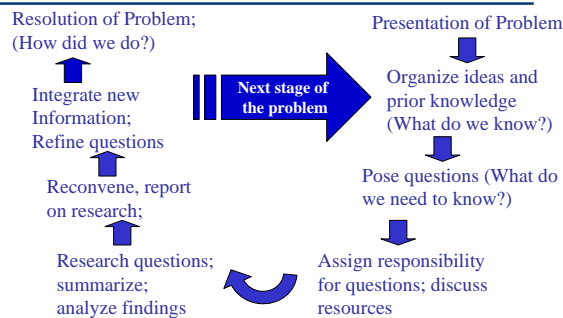 Presentation of Problem
Organize ideas and
prior knowledge
(What do we know?)
Pose questions (What do
we need to know?)
Assign responsibility
for questions; discuss
resources
Research questions;
summarize;
analyze findings
Reconvene, report
on research;
Integrate new
Information;
Refine questions
Resolution of Problem;
(How did we do?)
Next stage of
the problem